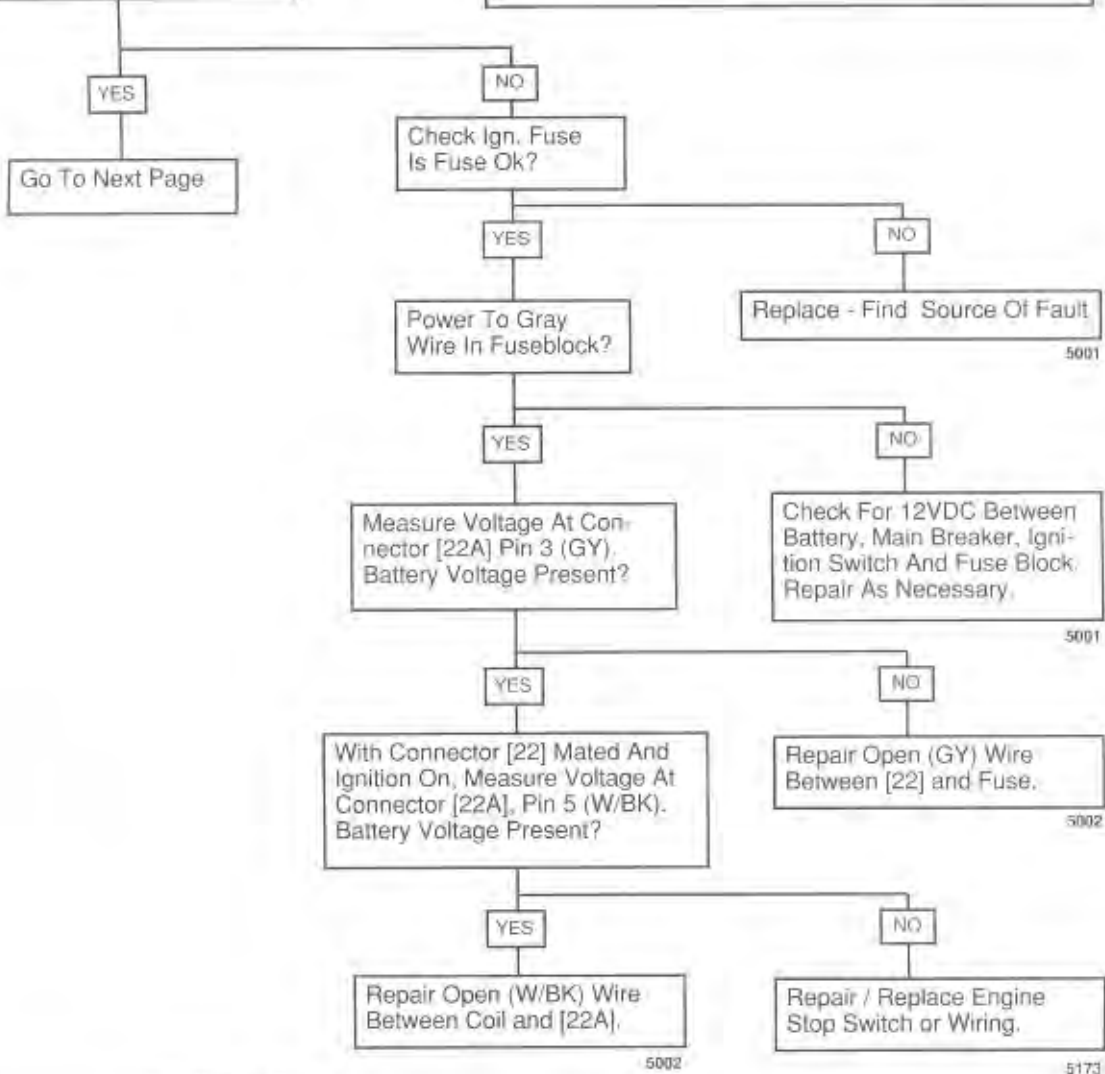 YES
NO
Check Ign. Fuse
Is Fuse Ok?
Go To Next Page
YES
NO
Power To Gray
Wire In Fuseblock?
Replace - Find Source Of Fault
5001
YES
NO
Measure Voltage At Con-
nector [22A] Pin 3 (GY).
Battery Voltage Present?
Check For 12VDC Between
Battery, Main Breaker, Igni-
tion Switch And Fuse Block.
Repair As Necessary.
5001
YES
NO
With Connector [22] Mated And
Ignition On, Measure Voltage At
Connector [22A], Pin 5 (W/BK).
Battery Voltage Present?
Repair Open (GY) Wire
Between [22] and Fuse.
5002
YES
NO
Repair Open (W/BK) Wire
Between Coil and [22A].
5002
Repair / Replace Engine
Stop Switch or Wiring.
5173